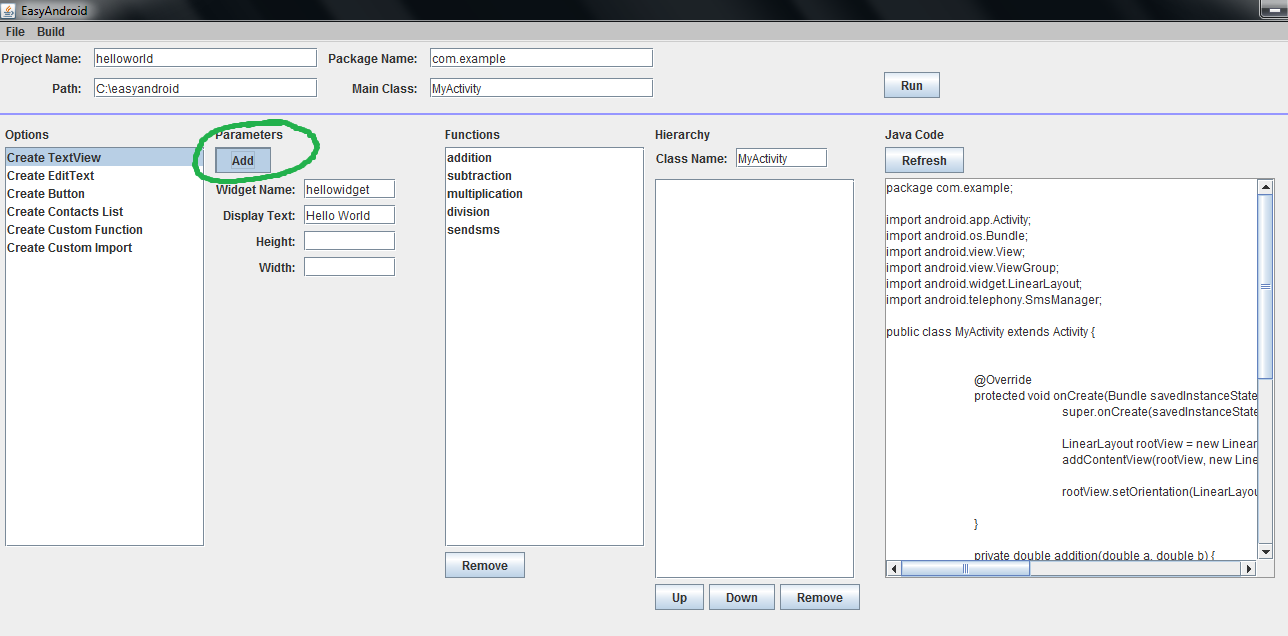 EasyAndroid
File Build
Project Name: helloworld Package Name: com.example
Path: C:\easyandroid Main Class: MyActivity
Run
Options
Create TextView
Create EditText
Create Button
Create Contacts List
Create Custom Function
Create Custom Import
Parameters
Add
Widget Name: hellowidget
Display Text: Hello World
Height:
Width:
Functions
addition
subtraction
multiplication
division
sendsms
Remove
Hierarchy
Class Name: MyActivity
Up Down Remove
Java Code
Refresh
package com.example;
import android.app.Activity;
import android.os.Bundle;
import android.view.View;
import android.view.ViewGroup;
import android.widget.LinearLayout;
import android.telephony.SmsManager;
public class MyActivity extends Activity {
@Override
protected void onCreate(Bundle savedInstanceState
super.onCreate(savedInstanceState
LinearLayout rootView = new Linear
addContentView(rootView, new Line
rootView.setOrientation(LinearLayou
}
private double addition(double a, double b) {